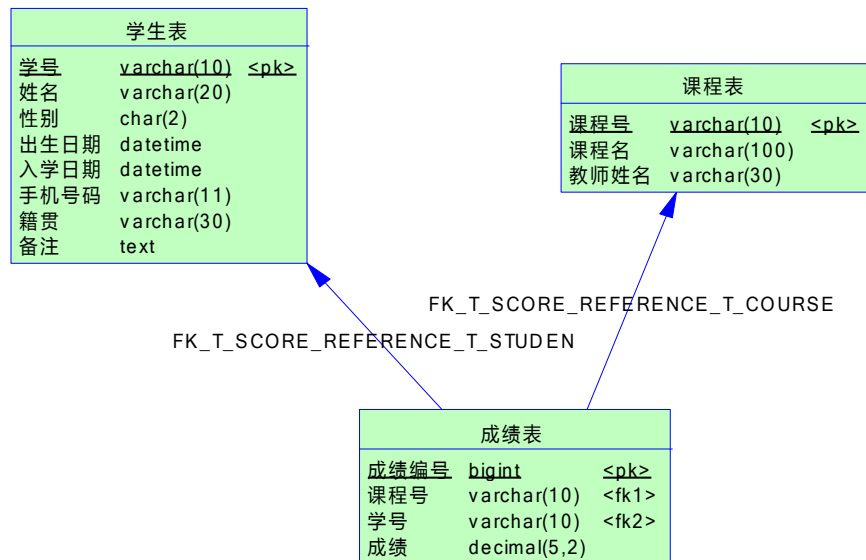 学生表
学号 varchar(10) <pk>
姓名 varchar(20)
性别 char(2)
出生日期 datetime
入学日期 datetime
手机号码 varchar(11)
籍贯 varchar(30)
备注 text
课程表
课程号 varchar(10) <pk>
课程名 varchar(100)
教师姓名 varchar(30)
FK_T_SCORE_REFERENCE_T_COURSE
FK_T_SCORE_REFERENCE_T_STUDEN
成绩表
成绩编号 bigint <pk>
课程号 varchar(10) <fk1>
学号 varchar(10) <fk2>
成绩 decimal(5,2)